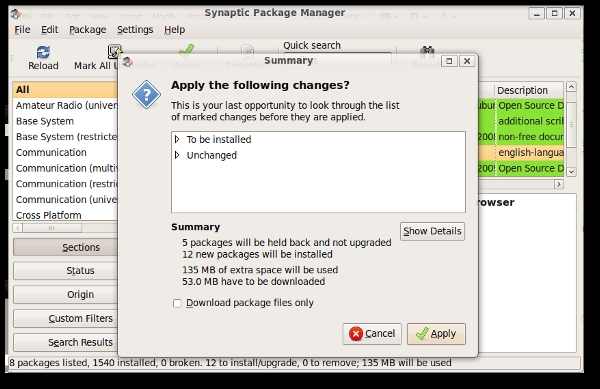 Synaptic Package Manager
File Edit Package Settings Help
Reload Mark All U
Quick search
Summary
All
Amateur Radio (univers
Base System
Base System (restricte
Communication
Communication (multiv
Communication (restric
Communication (unive
Cross Platform
Description
Open Source D
additional scri
non-free docur
english-langua
Open Source D
Apply the following changes?
This is your last opportunity to look through the list
of marked changes before they are applied.
To be installed
Unchanged
rowser
Summary
Show Details
5 packages will be held back and not upgraded
12 new packages will be installed
135 MB of extra space will be used
53.0 MB have to be downloaded
Download package files only
Cancel Apply
Sections
Status
Origin
Custom Filters
Search Results
8 packages listed, 1540 installed, 0 broken. 12 to install/upgrade, 0 to remove; 135 MB will be used